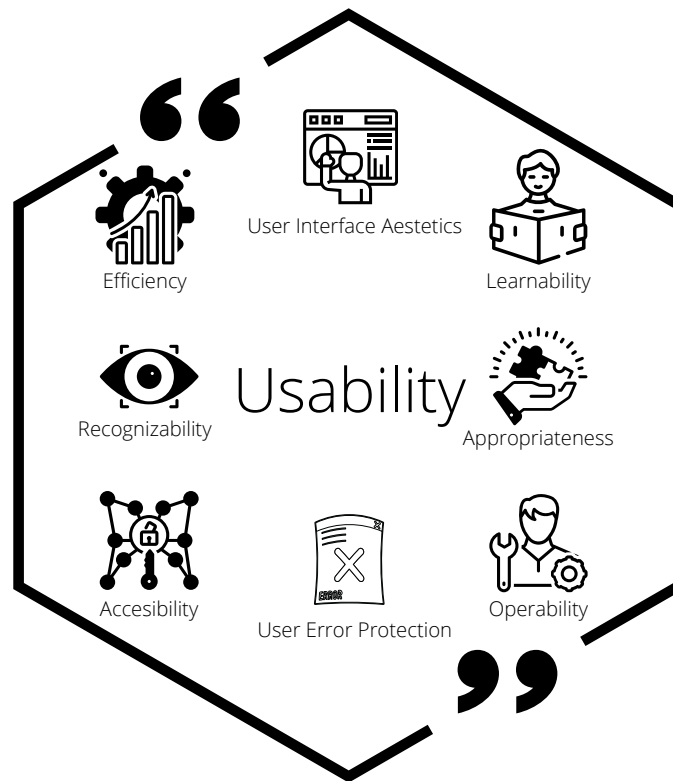 User Interface Aestetics
Efficiency
Learnability
Usability
Recognizability
Appropriateness
ERROR
Accesibility
Operability
User Error Protection